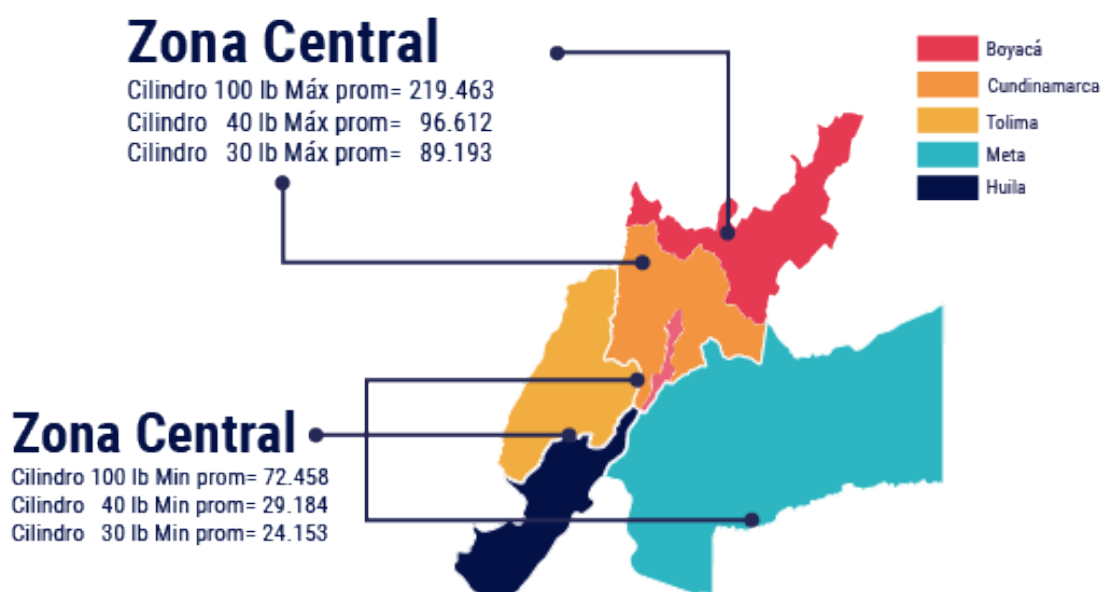 Zona Central
Cilindro 100 lb Máx prom= 219.463
Cilindro 40 lb Máx prom= 96.612
Cilindro 30 lb Máx prom= 89.193
Boyacá
Cundinamarca
Tolima
Meta
Huila
Zona Central
Cilindro 100 lb Min prom= 72.458
Cilindro 40 lb Min prom= 29.184
Cilindro 30 lb Min prom= 24.153